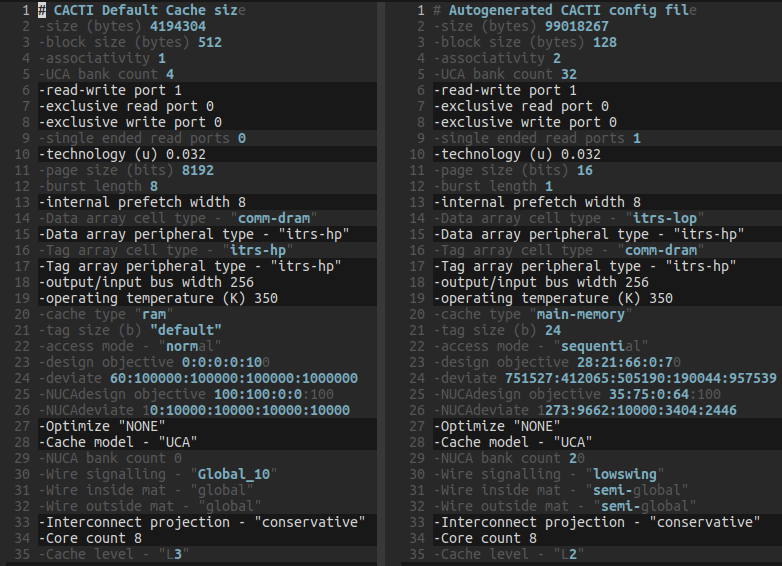 1 # CACTI Default Cache size
2 -size (bytes) 4194304
3 -block size (bytes) 512
4 -associativity 1
5 -UCA bank count 4
6 -read-write port 1
7 -exclusive read port 0
8 -exclusive write port 0
9 -single ended read ports 0
10 -technology (u) 0.032
11 -page size (bits) 8192
12 -burst length 8
13 -internal prefetch width 8
14 -Data array cell type - "comm-dram"
15 -Data array peripheral type - "itrs-hp"
16 -Tag array cell type - "itrs-hp"
17 -Tag array peripheral type - "itrs-hp"
18 -output/input bus width 256
19 -operating temperature (K) 350
20 -cache type "ram"
21 -tag size (b) "default"
22 -access mode - "normal"
23 -design objective 0:0:0:0:100
24 -deviate 60:100000:100000:100000:1000000
25 -NUCAdesign objective 100:100:0:0:100
26 -NUCAdeviate 10:10000:10000:10000:10000
27 -Optimize "NONE"
28 -Cache model - "UCA"
29 -NUCA bank count 0
30 -Wire signalling - "Global_10"
31 -Wire inside mat - "global"
32 -Wire outside mat - "global"
33 -Interconnect projection - "conservative"
34 -Core count 8
35 -Cache level - "L3"
1 # Autogenerated CACTI config file
2 -size (bytes) 99018267
3 -block size (bytes) 128
4 -associativity 2
5 -UCA bank count 32
6 -read-write port 1
7 -exclusive read port 0
8 -exclusive write port 0
9 -single ended read ports 1
10 -technology (u) 0.032
11 -page size (bits) 16
12 -burst length 1
13 -internal prefetch width 8
14 -Data array cell type - "itrs-lop"
15 -Data array peripheral type - "itrs-hp"
16 -Tag array cell type - "comm-dram"
17 -Tag array peripheral type - "itrs-hp"
18 -output/input bus width 256
19 -operating temperature (K) 350
20 -cache type "main-memory"
21 -tag size (b) 24
22 -access mode - "sequential"
23 -design objective 28:21:66:0:70
24 -deviate 751527:412065:505190:190044:957539
25 -NUCAdesign objective 35:75:0:64:100
26 -NUCAdeviate 1273:9662:10000:3404:2446
27 -Optimize "NONE"
28 -Cache model - "UCA"
29 -NUCA bank count 20
30 -Wire signalling - "lowswing"
31 -Wire inside mat - "semi-global"
32 -Wire outside mat - "semi-global"
33 -Interconnect projection - "conservative"
34 -Core count 8
35 -Cache level - "L2"